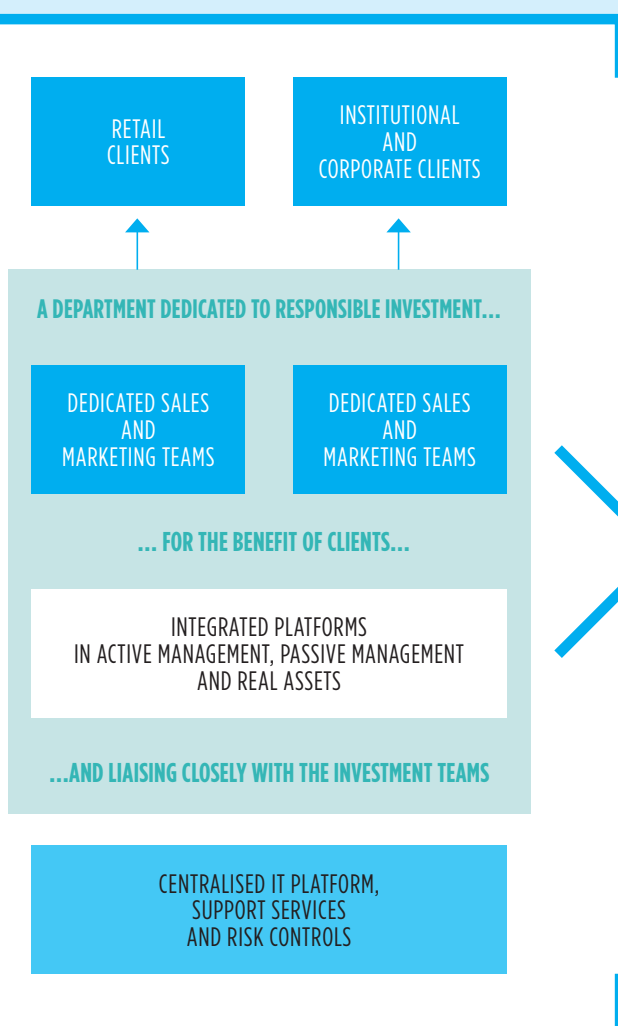 RETAIL
CLIENTS
INSTITUTIONAL
AND
CORPORATE CLIENTS
A DEPARTMENT DEDICATED TO RESPONSIBLE INVESTMENT...
DEDICATED SALES
AND
MARKETING TEAMS
DEDICATED SALES
AND
MARKETING TEAMS
... FOR THE BENEFIT OF CLIENTS...
INTEGRATED PLATFORMS
IN ACTIVE MANAGEMENT, PASSIVE MANAGEMENT
AND REAL ASSETS
...AND LIAISING CLOSELY WITH THE INVESTMENT TEAMS
CENTRALISED IT PLATFORM,
SUPPORT SERVICES
AND RISK CONTROLS